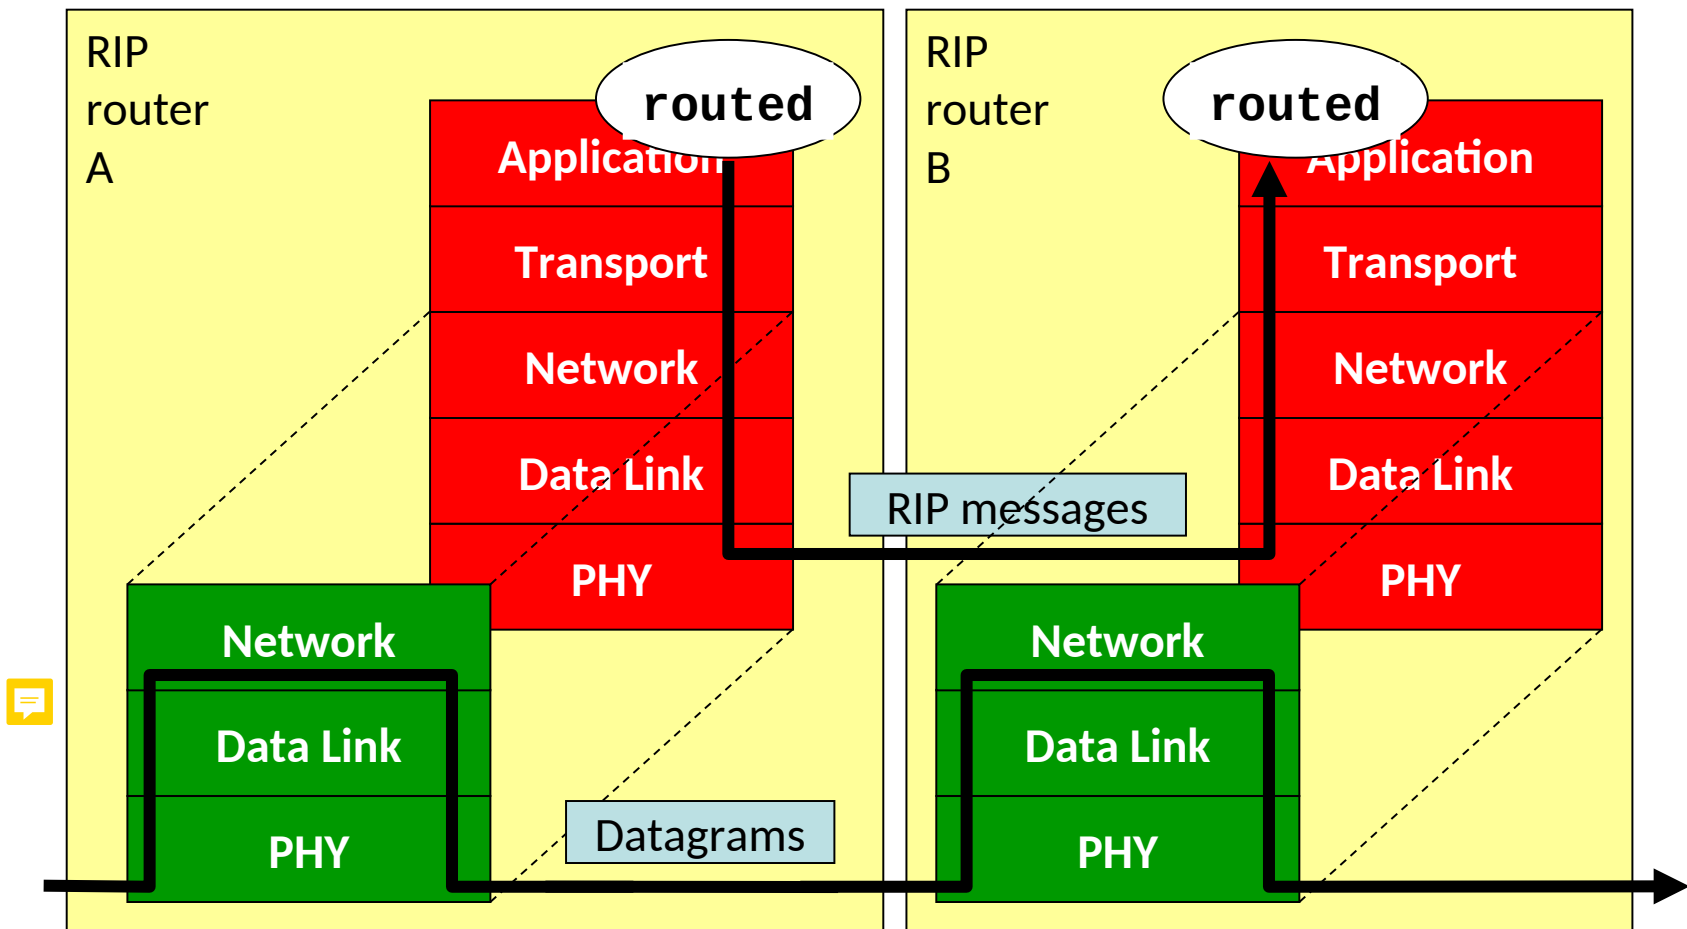 RIP
router
A
routed
Application
Transport
Network
Data Link
PHY
Network
Data Link
PHY
RIP messages
Datagrams
RIP
router
B
routed
Application
Transport
Network
Data Link
PHY
Network
Data Link
PHY